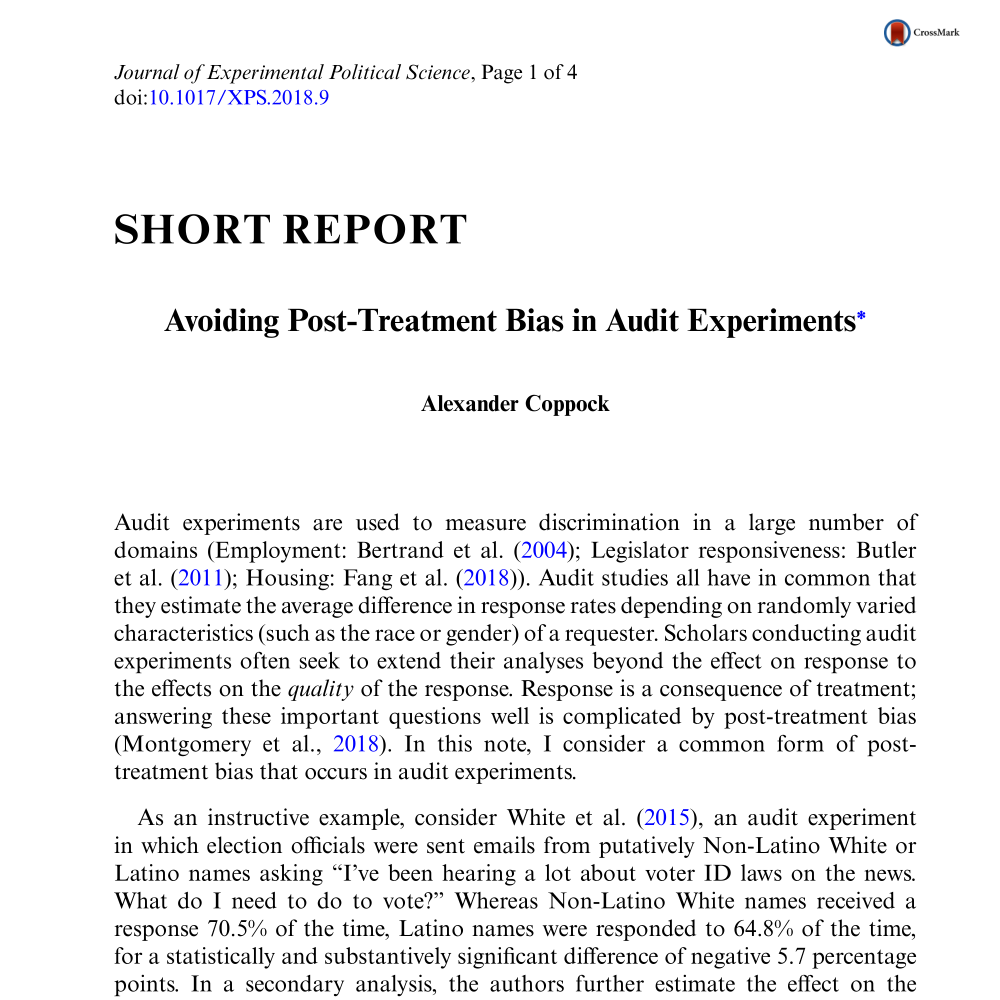 CrossMark
Journal of Experimental Political Science, Page 1 of 4
doi:10.1017/XPS.2018.9
SHORT REPORT
Avoiding Post-Treatment Bias in Audit Experiments*
Alexander Coppock
Audit experiments are used to measure discrimination in a large number of
domains (Employment: Bertrand et al. (2004); Legislator responsiveness: Butler
et al. (2011); Housing: Fang et al. (2018)). Audit studies all have in common that
they estimate the average difference in response rates depending on randomly varied
characteristics (such as the race or gender) of a requester. Scholars conducting audit
experiments often seek to extend their analyses beyond the effect on response to
the effects on the quality of the response. Response is a consequence of treatment;
answering these important questions well is complicated by post-treatment bias
(Montgomery et al., 2018). In this note, I consider a common form of post-
treatment bias that occurs in audit experiments.
As an instructive example, consider White et al. (2015), an audit experiment
in which election officials were sent emails from putatively Non-Latino White or
Latino names asking “I’ve been hearing a lot about voter ID laws on the news.
What do I need to do to vote?” Whereas Non-Latino White names received a
response 70.5% of the time, Latino names were responded to 64.8% of the time,
for a statistically and substantively significant difference of negative 5.7 percentage
points. In a secondary analysis, the authors further estimate the effect on the